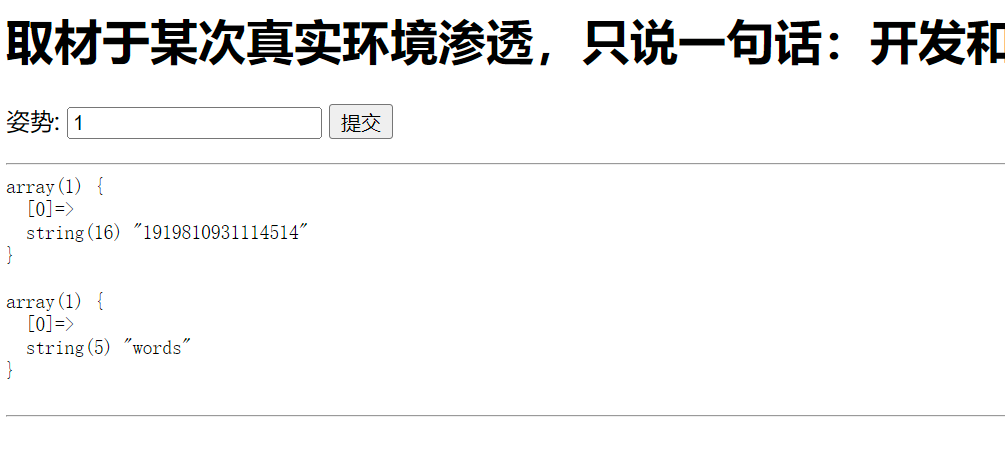 取材于某次真实环境渗透，只说一句话：开发和
姿势: 1 提交
array(1) {
  [0]=>
  string(16) "1919810931114514"
}
array(1) {
  [0]=>
  string(5) "words"
}